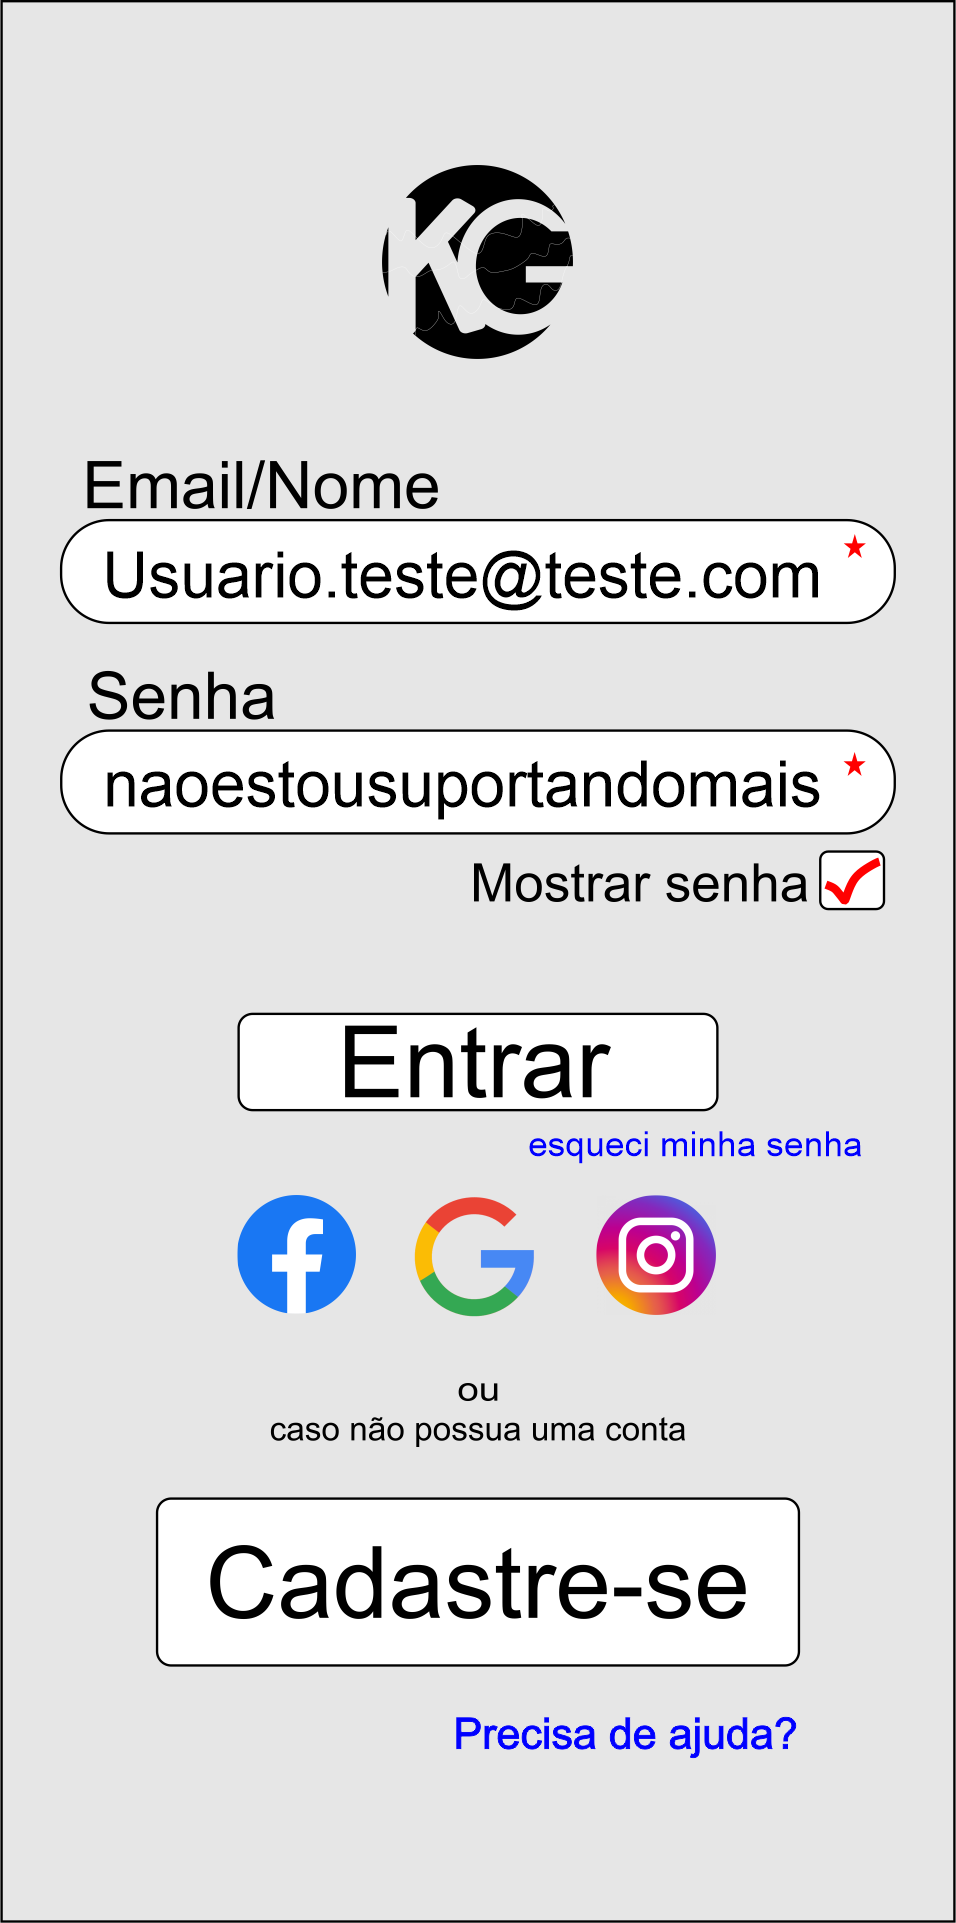 KG
Email/Nome
Usuario.teste@teste.com
Senha
naoestousuportandomais
Mostrar senha
Entrar
esqueci minha senha
ou
caso não possua uma conta
Cadastre-se
Precisa de ajuda?